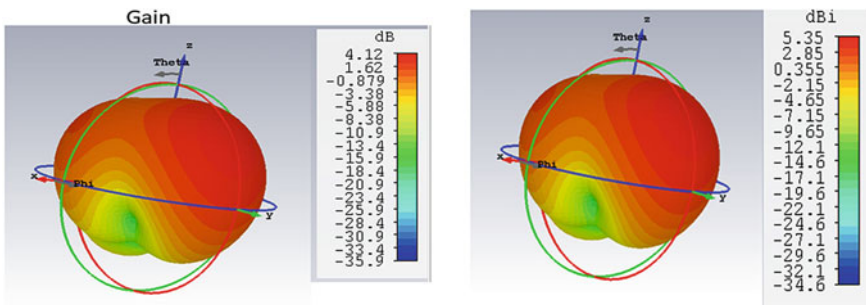 Gain
dB
4.12
1.62
-0.879
-3.38
-5.88
-8.38
-10.9
-13.4
-15.9
-18.4
-20.9
-23.4
-25.9
-28.4
-30.9
-33.4
-35.9
z
Theta
x
Phi
y
dBi
5.35
2.85
0.355
-2.15
-4.65
-7.15
-9.65
-12.1
-14.6
-17.1
-19.6
-22.1
-24.6
-27.1
-29.6
-32.1
-34.6
z
Theta
x
Phi
y